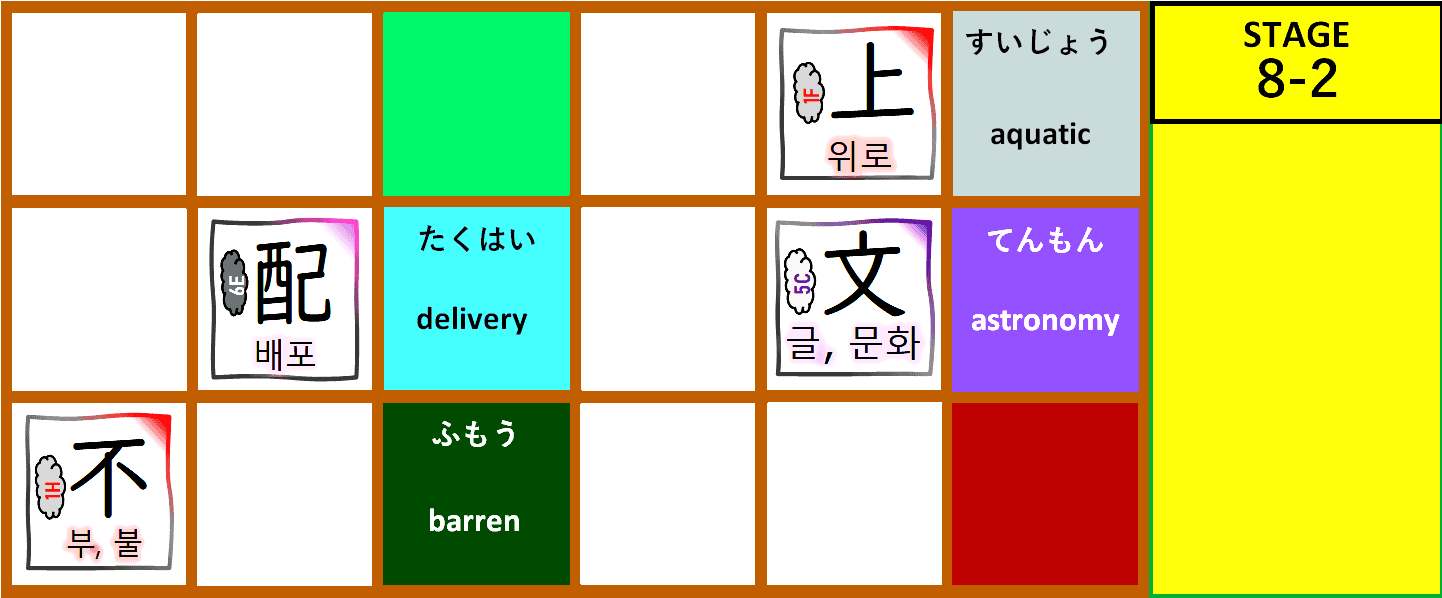 1F
上
위로
すいじょう
aquatic
STAGE
8-2
6E
配
배포
たくはい
delivery
5C
文
글, 문화
てんもん
astronomy
1H
不
부, 불
ふもう
barren